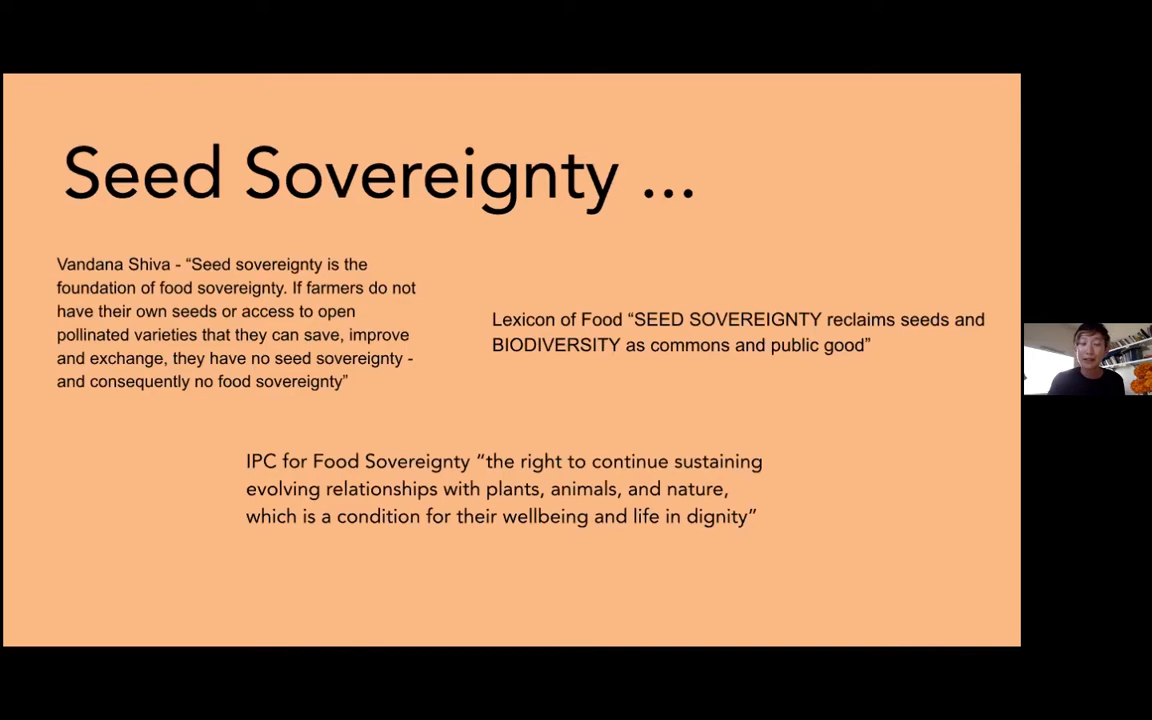 Seed Sovereignty ...
Vandana Shiva - “Seed sovereignty is the
foundation of food sovereignty. If farmers do not
have their own seeds or access to open
pollinated varieties that they can save, improve
and exchange, they have no seed sovereignty -
and consequently no food sovereignty”
Lexicon of Food “SEED SOVEREIGNTY reclaims seeds and
BIODIVERSITY as commons and public good”
IPC for Food Sovereignty “the right to continue sustaining
evolving relationships with plants, animals, and nature,
which is a condition for their wellbeing and life in dignity”